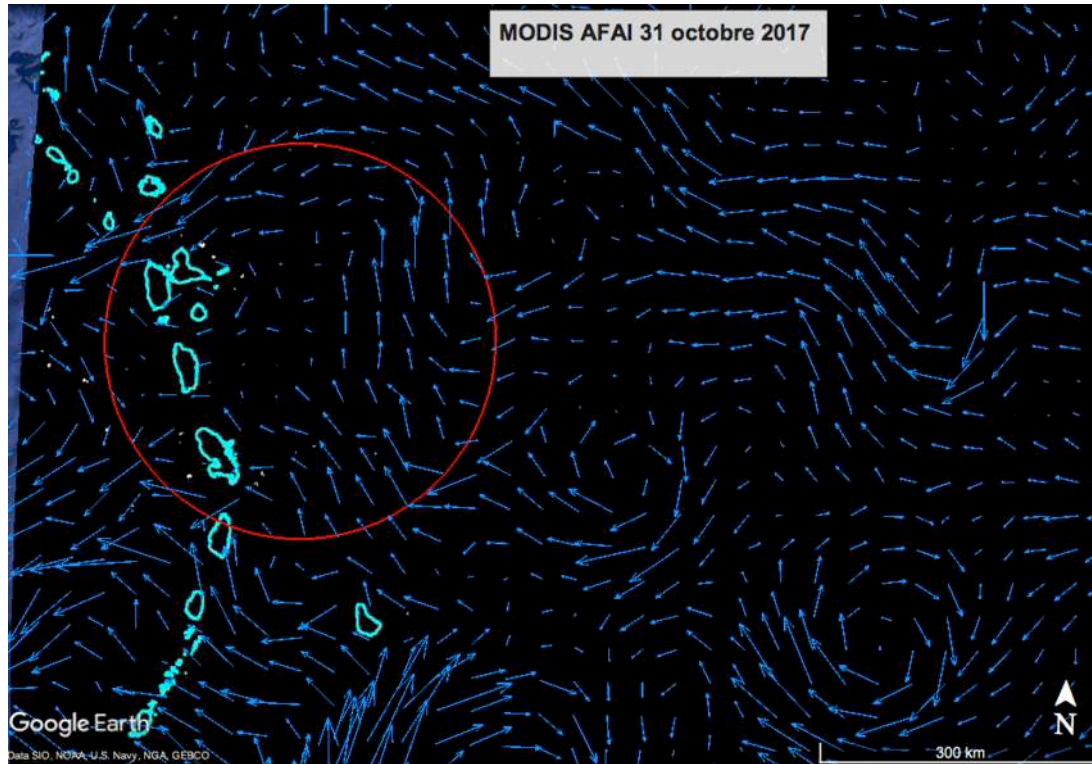 MODIS AFAI 31 octobre 2017
N
Google Earth
Data SIO, NOAA, U.S. Navy, NGA, GEBCO
300 km